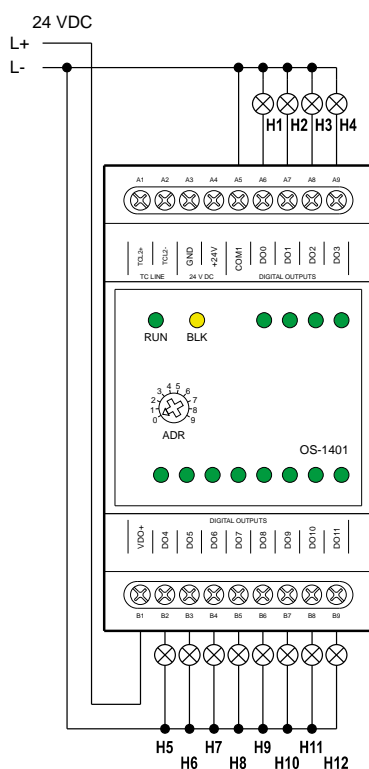 24 VDC
L+
L-
H1 H2 H3 H4
A1 A2 A3 A4 A5 A6 A7 A8 A9
TCL2+ TCL2- GND +24V COM1 DO0 DO1 DO2 DO3
TC LINE 24 V DC DIGITAL OUTPUTS
RUN BLK
0 1 2 3 4 5 6 7 8 9
ADR
OS-1401
DIGITAL OUTPUTS
VDO+ DO4 DO5 DO6 DO7 DO8 DO9 DO10 DO11
B1 B2 B3 B4 B5 B6 B7 B8 B9
H5 H7 H9 H11
H6 H8 H10 H12